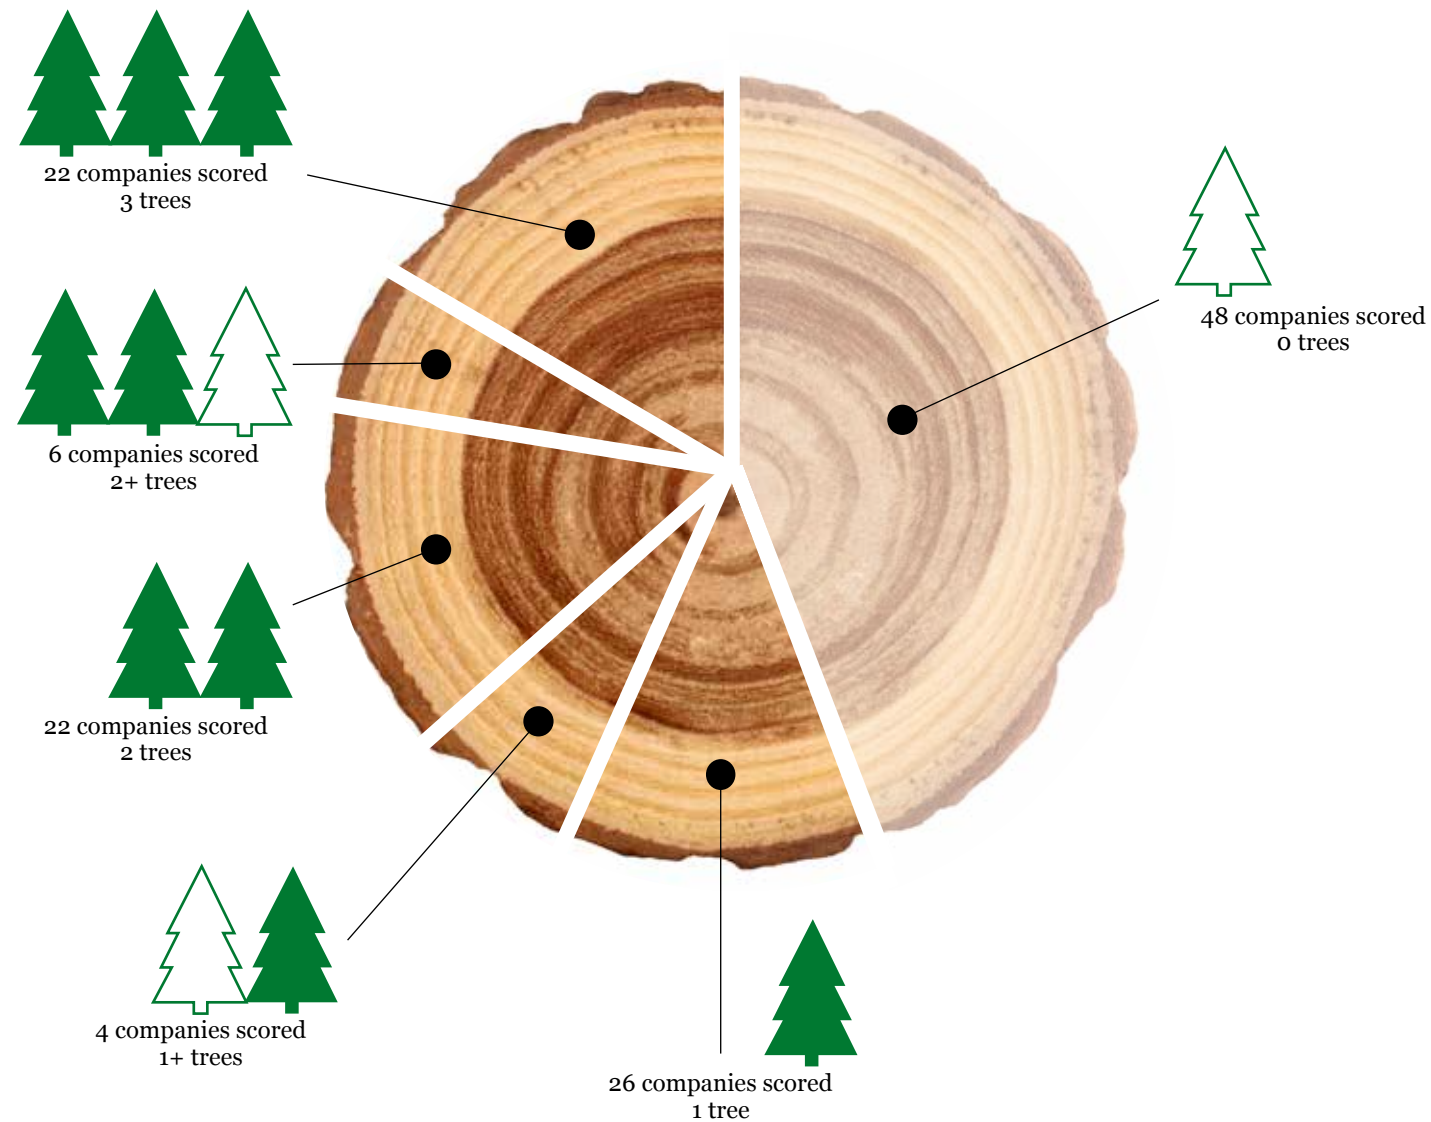 22 companies scored
3 trees
48 companies scored
0 trees
6 companies scored
2+ trees
22 companies scored
2 trees
4 companies scored
1+ trees
26 companies scored
1 tree